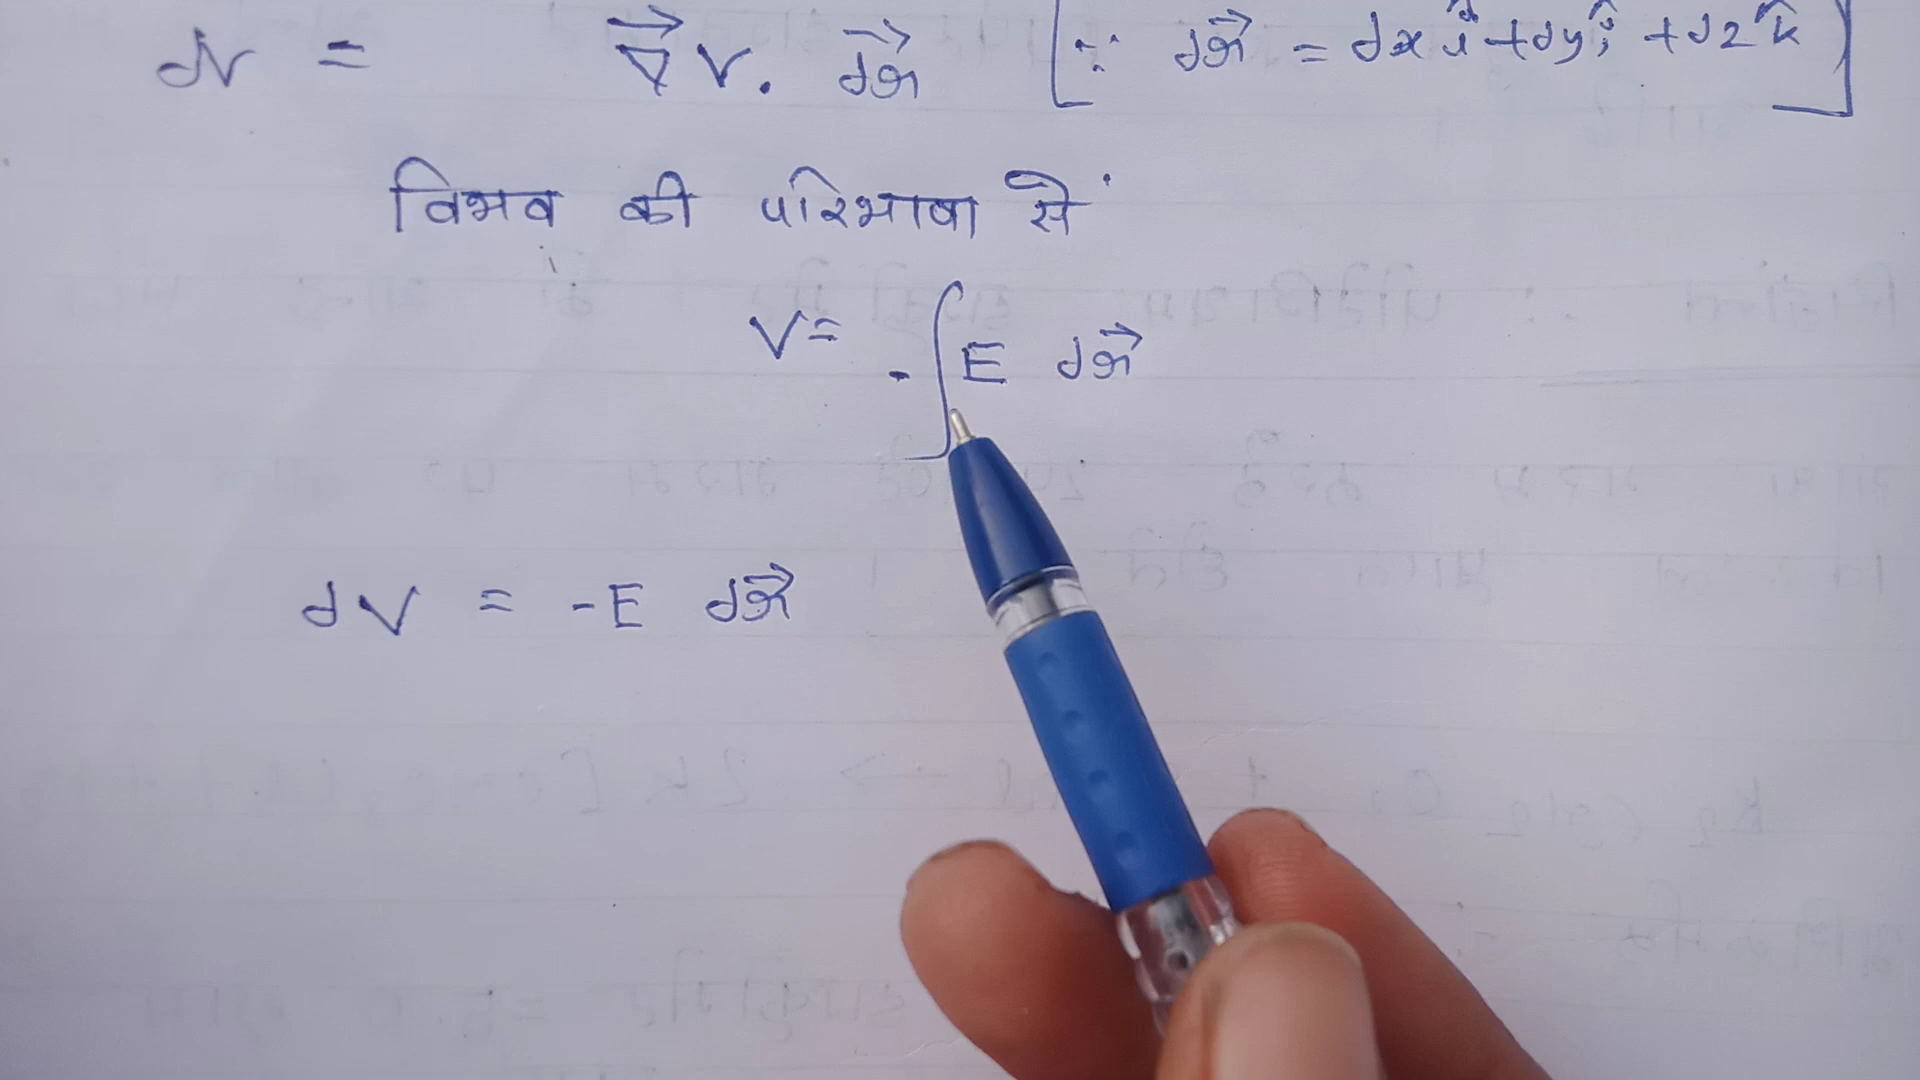 dV = ∇⃗ V. dr⃗ [∵ dr⃗ = dx î + dy ĵ + dz k̂]
विभव की परिभाषा से
V = - ∫ E dr⃗
dV = -E dr⃗